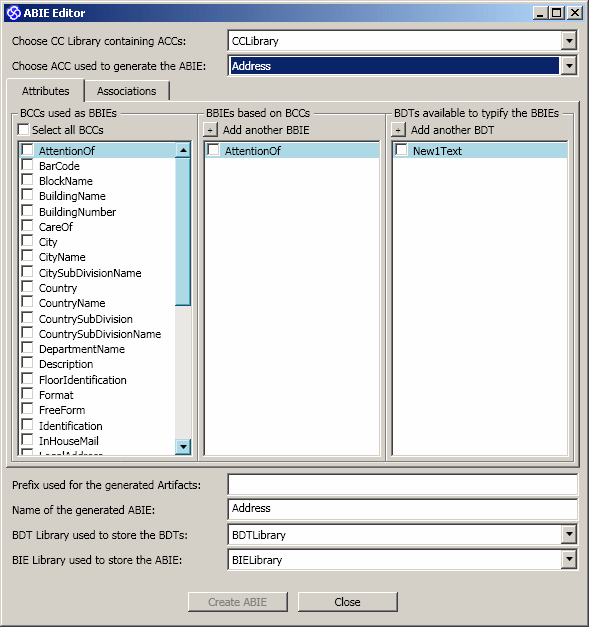 ABIE Editor
Choose CC Library containing ACCs: CCLibrary
Choose ACC used to generate the ABIE: Address
Attributes Associations
BCCs used as BBIEs
Select all BCCs
AttentionOf
BarCode
BlockName
BuildingName
BuildingNumber
CareOf
City
CityName
CitySubDivisionName
Country
CountryName
CountrySubDivision
CountrySubDivisionName
DepartmentName
Description
FloorIdentification
Format
FreeForm
Identification
InHouseMail
BBIEs based on BCCs
+ Add another BBIE
AttentionOf
BDTs available to typify the BBIEs
+ Add another BDT
New1Text
Prefix used for the generated Artifacts:
Name of the generated ABIE: Address
BDT Library used to store the BDTs: BDTLibrary
BIE Library used to store the ABIE: BIELibrary
Create ABIE Close